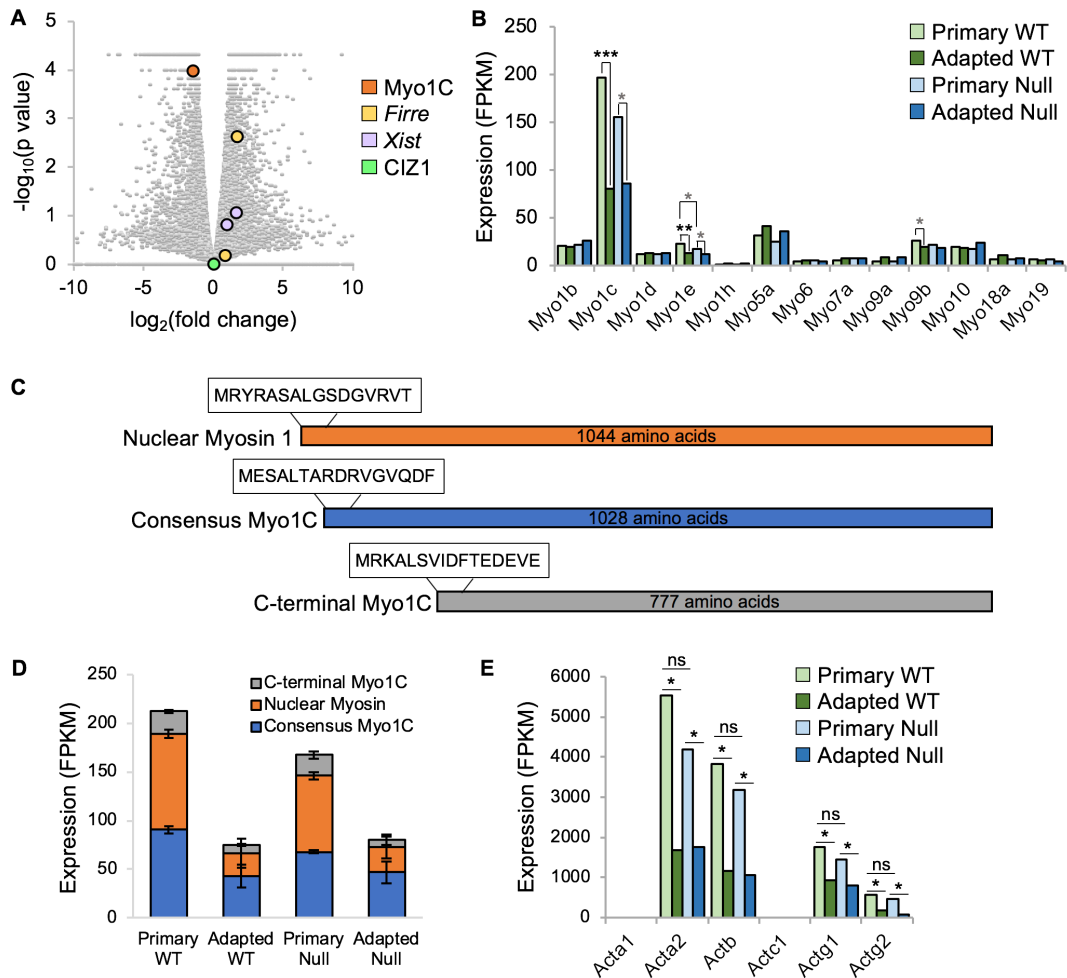 A
5
4
3
2
1
0
-10
-5
0
5
10
-log10(p value)
log2(fold change)
Myo1C
Firre
Xist
CIZ1
B
250
200
150
100
50
0
Expression (FPKM)
***
*
*
**
*
*
Primary WT
Adapted WT
Primary Null
Adapted Null
Myo1b
Myo1c
Myo1d
Myo1e
Myo1h
Myo5a
Myo6
Myo7a
Myo9a
Myo9b
Myo10
Myo18a
Myo19
C
MRYRASALGSDGVRVT
Nuclear Myosin 1
1044 amino acids
MESALTARDRVGVQDF
Consensus Myo1C
1028 amino acids
MRKALSVIDFTEDEVE
C-terminal Myo1C
777 amino acids
D
250
200
150
100
50
0
Expression (FPKM)
C-terminal Myo1C
Nuclear Myosin
Consensus Myo1C
Primary
WT
Adapted
WT
Primary
Null
Adapted
Null
E
6000
5000
4000
3000
2000
1000
0
Expression (FPKM)
ns
*
*
ns
*
*
ns
*
*
ns
*
*
Primary WT
Adapted WT
Primary Null
Adapted Null
Acta1
Acta2
Actb
Actc1
Actg1
Actg2